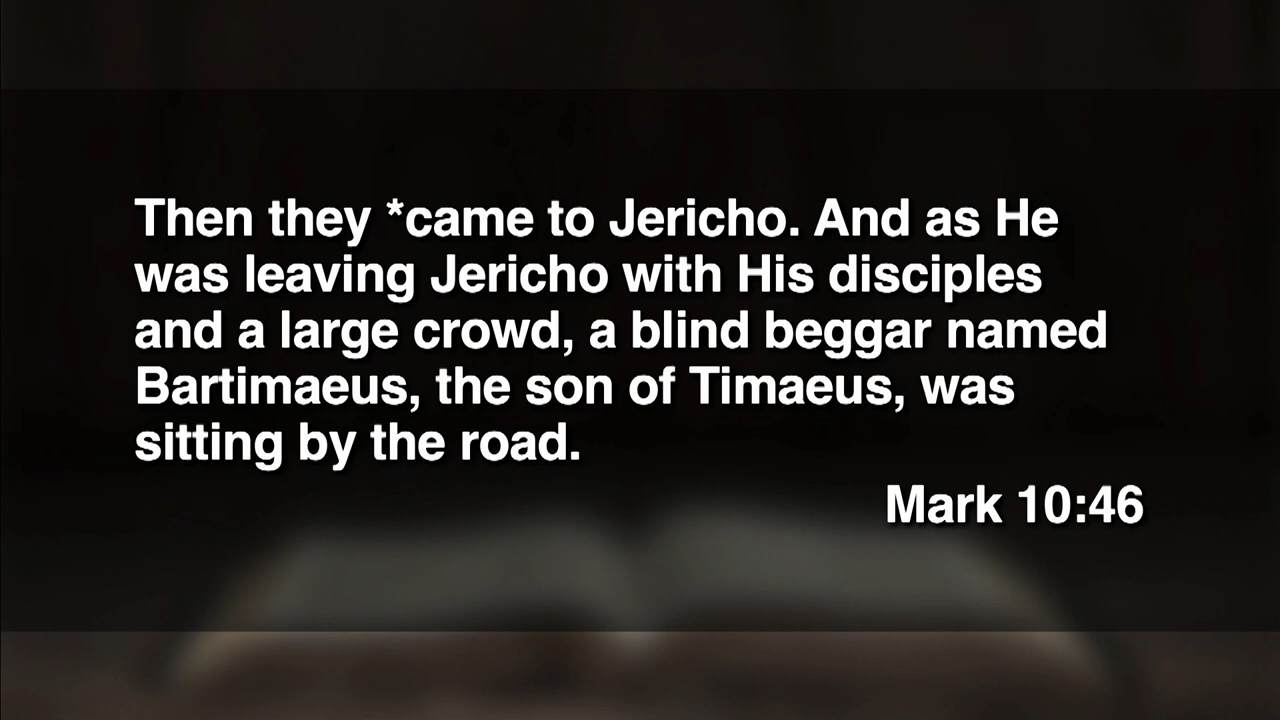 Then they *came to Jericho. And as He
was leaving Jericho with His disciples
and a large crowd, a blind beggar named
Bartimaeus, the son of Timaeus, was
sitting by the road.
Mark 10:46